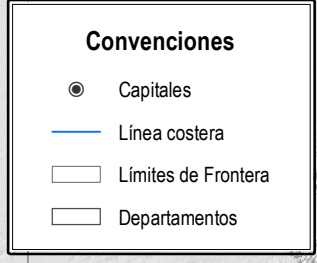 Convenciones
Capitales
Línea costera
Límites de Frontera
Departamentos